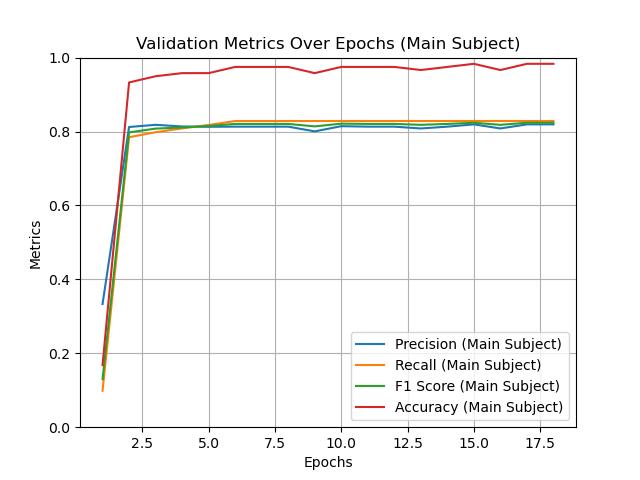 Validation Metrics Over Epochs (Main Subject)
1.0
0.8
0.6
0.4
0.2
0.0
Metrics
2.5 5.0 7.5 10.0 12.5 15.0 17.5
Epochs
Precision (Main Subject)
Recall (Main Subject)
F1 Score (Main Subject)
Accuracy (Main Subject)